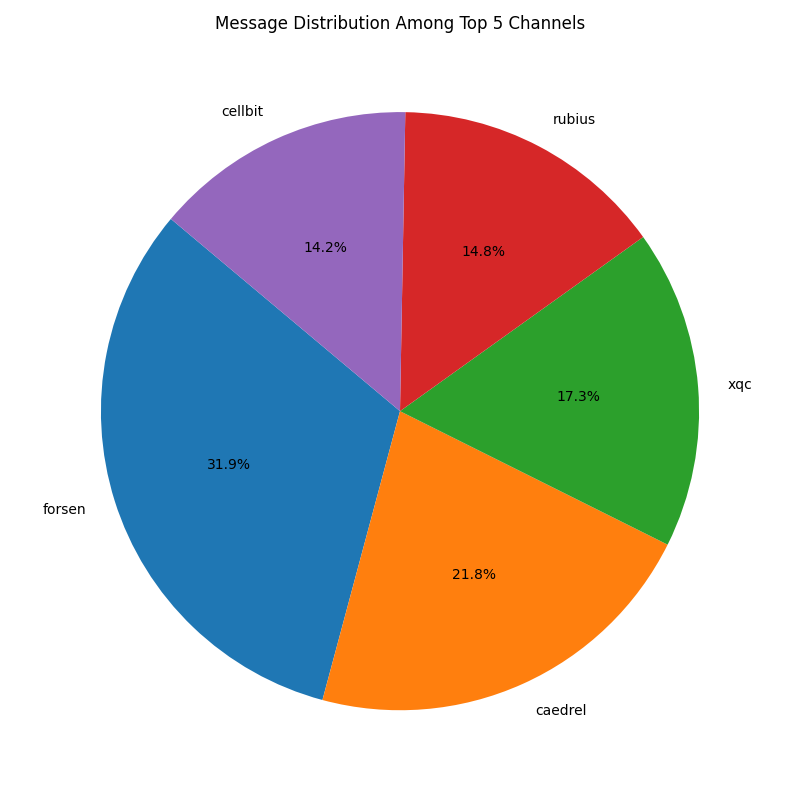 Message Distribution Among Top 5 Channels
cellbit
rubius
14.2%
14.8%
xqc
17.3%
31.9%
forsen
21.8%
caedrel